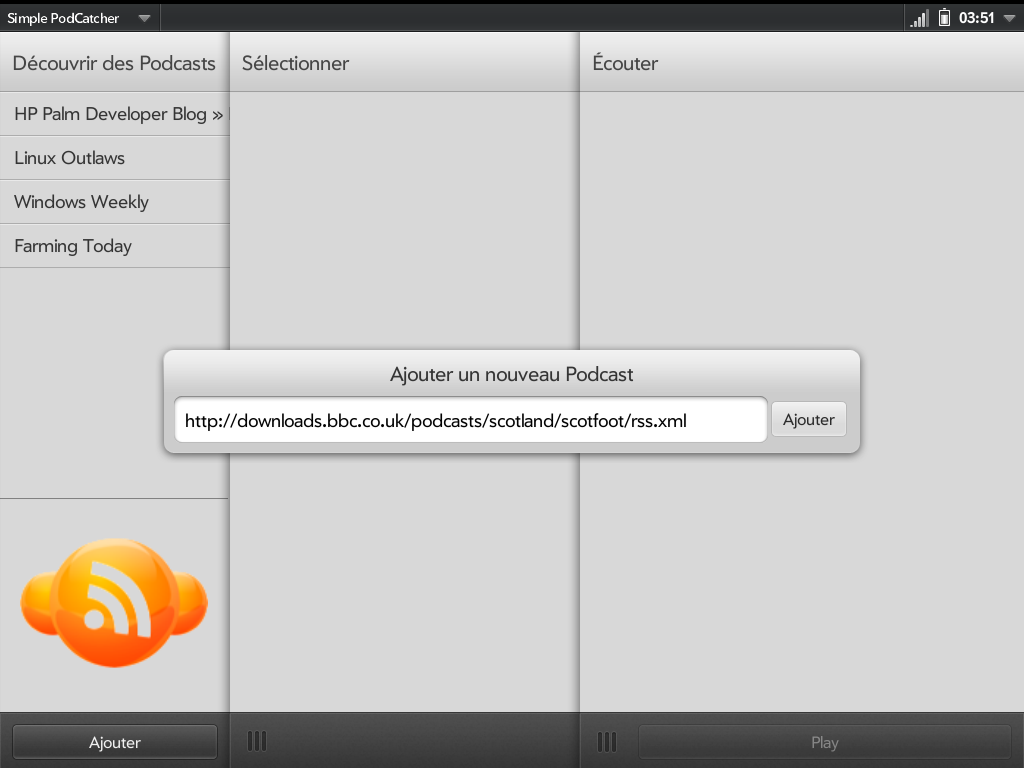 Simple PodCatcher
03:51
Découvrir des Podcasts
Sélectionner
Écouter
HP Palm Developer Blog »
Linux Outlaws
Windows Weekly
Farming Today
Ajouter un nouveau Podcast
http://downloads.bbc.co.uk/podcasts/scotland/scotfoot/rss.xml
Ajouter
Ajouter
Play